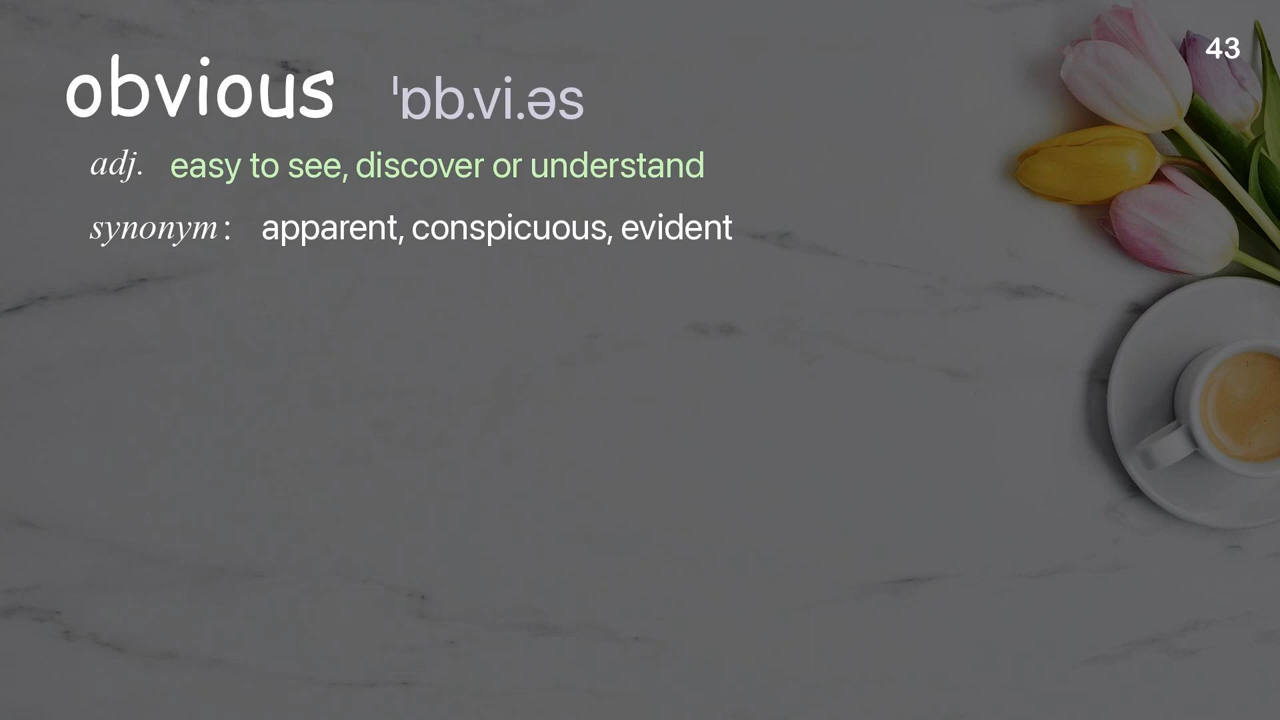 43
obvious ˈɒb.vi.əs
adj. easy to see, discover or understand
synonym: apparent, conspicuous, evident